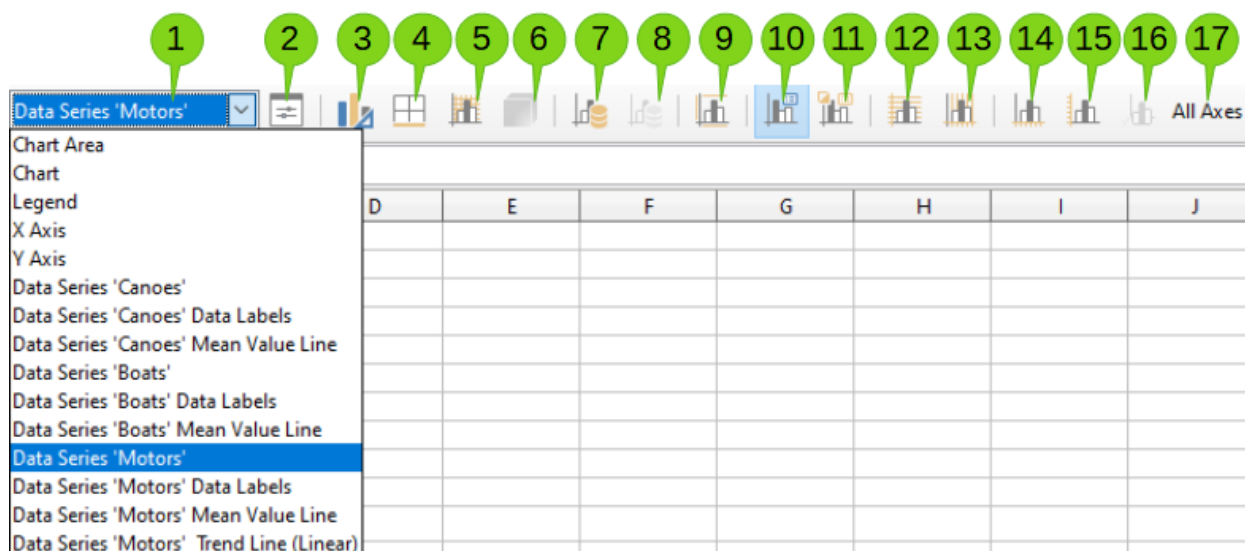 1 2 3 4 5 6 7 8 9 10 11 12 13 14 15 16 17
Data Series 'Motors' All Axes
Chart Area
Chart
Legend
D E F G H I J
X Axis
Y Axis
Data Series 'Canoes'
Data Series 'Canoes' Data Labels
Data Series 'Canoes' Mean Value Line
Data Series 'Boats'
Data Series 'Boats' Data Labels
Data Series 'Boats' Mean Value Line
Data Series 'Motors'
Data Series 'Motors' Data Labels
Data Series 'Motors' Mean Value Line
Data Series 'Motors' Trend Line (Linear)